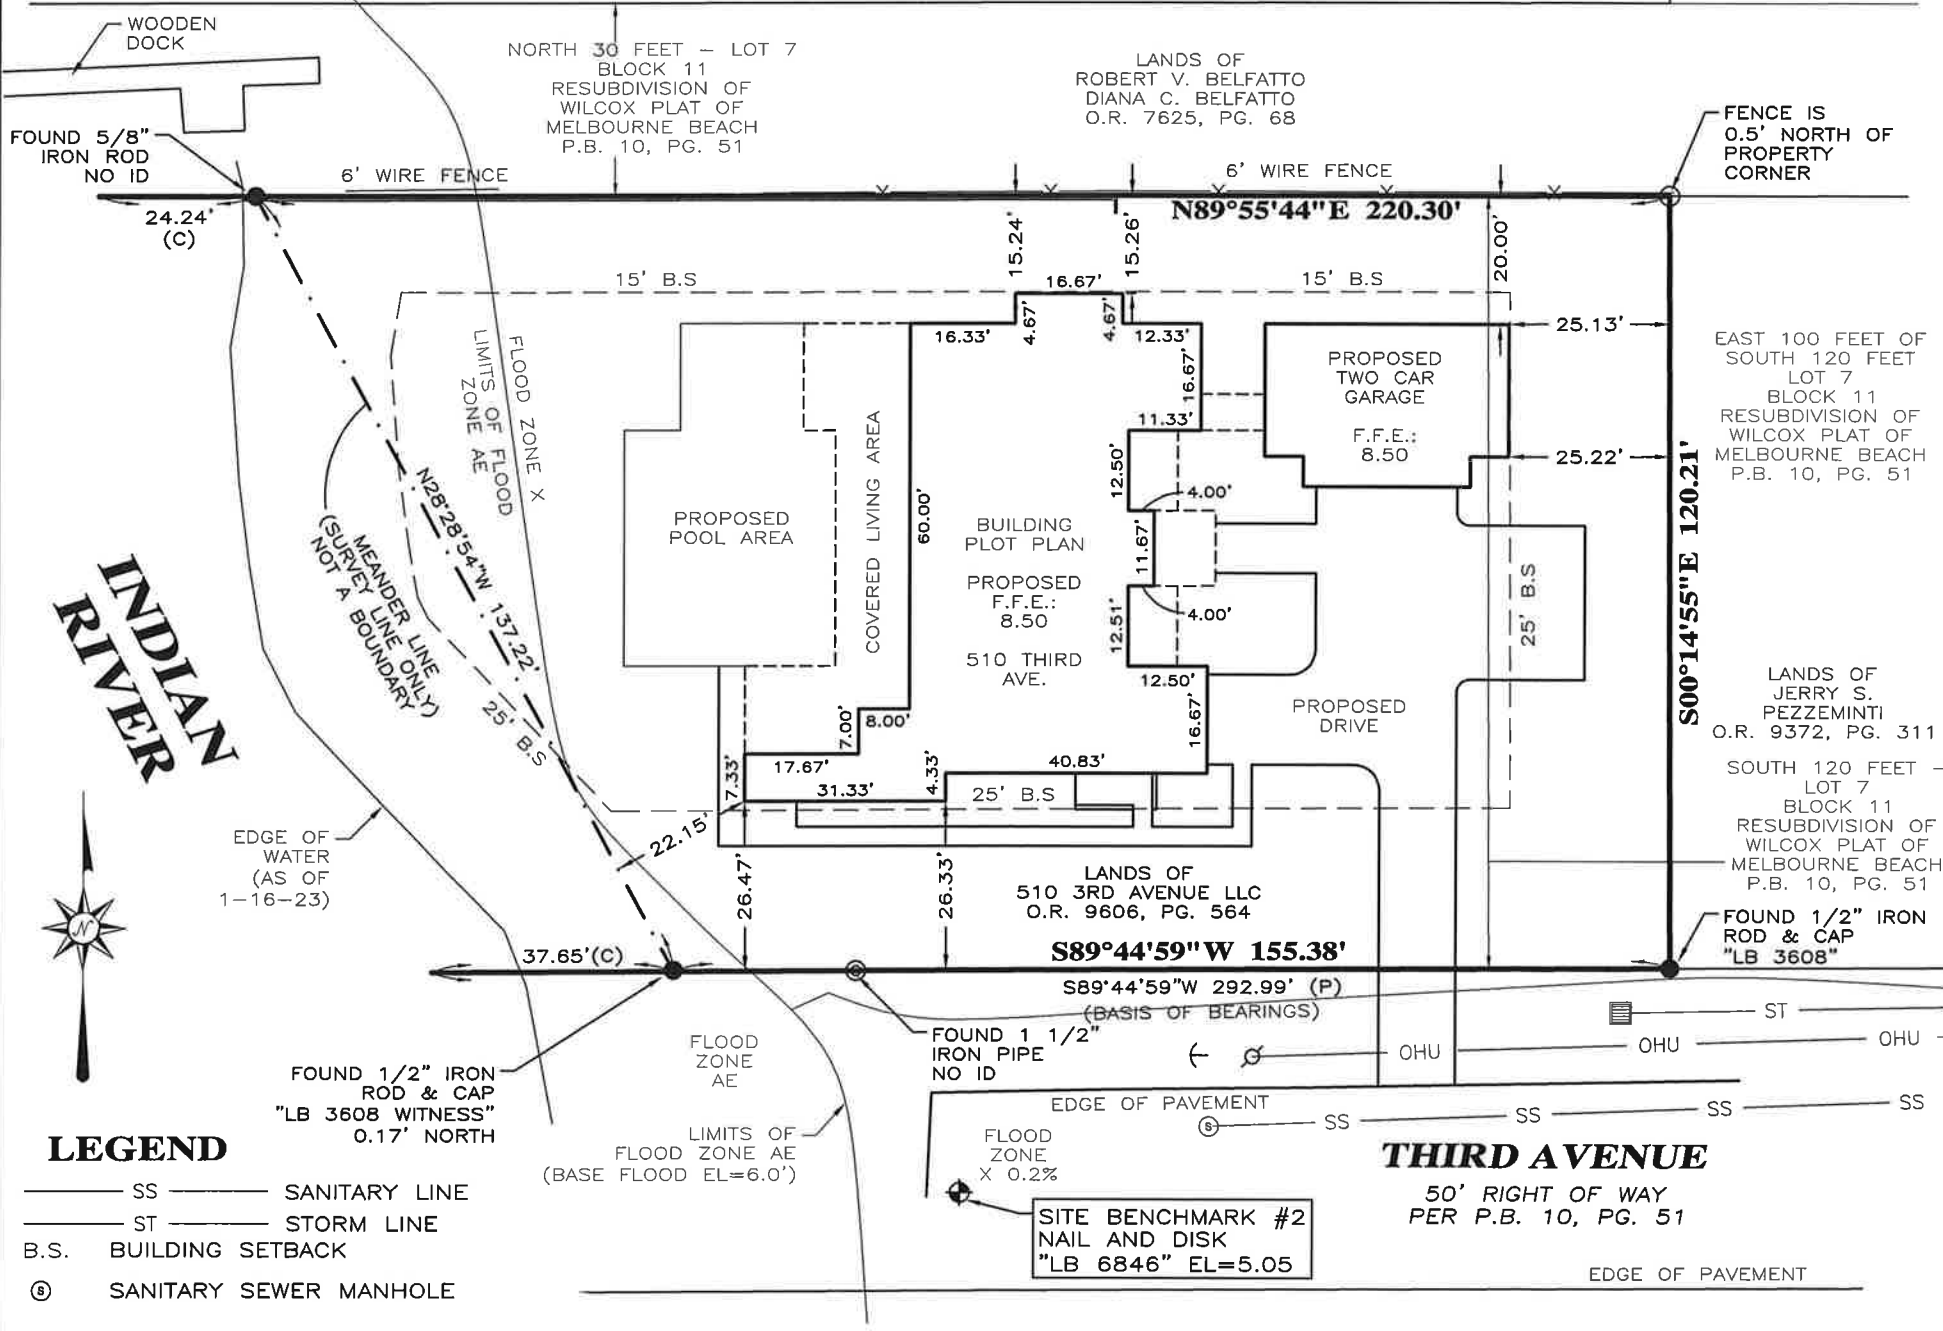 WOODEN
DOCK
NORTH 30 FEET – LOT 7
BLOCK 11
RESUBDIVISION OF
WILCOX PLAT OF
MELBOURNE BEACH
P.B. 10, PG. 51
LANDS OF
ROBERT V. BELFATTO
DIANA C. BELFATTO
O.R. 7625, PG. 68
FENCE IS
0.5' NORTH OF
PROPERTY
CORNER
FOUND 5/8"
IRON ROD
NO ID
6' WIRE FENCE
6' WIRE FENCE
24.24'
(C)
N89°55'44"E 220.30'
15.24'
15.26'
20.00'
15' B.S
16.67'
15' B.S
16.33'
4.67'
4.67'
12.33'
25.13'
16.67'
11.33'
PROPOSED
TWO CAR
GARAGE
F.F.E.:
8.50
25.22'
EAST 100 FEET OF
SOUTH 120 FEET
LOT 7
BLOCK 11
RESUBDIVISION OF
WILCOX PLAT OF
MELBOURNE BEACH
P.B. 10, PG. 51
FLOOD ZONE X
LIMITS OF FLOOD
ZONE AE
N28°28'54"W 137.22'
MEANDER LINE
(SURVEY LINE ONLY)
NOT A BOUNDARY
INDIAN
RIVER
PROPOSED
POOL AREA
COVERED LIVING AREA
60.00'
BUILDING
PLOT PLAN
PROPOSED
F.F.E.:
8.50
510 THIRD
AVE.
12.50'
4.00'
11.67'
4.00'
12.51'
12.50'
16.67'
25' B.S
S00°14'55"E 120.21'
PROPOSED
DRIVE
LANDS OF
JERRY S.
PEZZEMINTI
O.R. 9372, PG. 311
SOUTH 120 FEET –
LOT 7
BLOCK 11
RESUBDIVISION OF
WILCOX PLAT OF
MELBOURNE BEACH
P.B. 10, PG. 51
25' B.S
7.00'
8.00'
17.67'
7.33'
31.33'
4.33'
40.83'
25' B.S
22.15'
26.47'
26.33'
EDGE OF
WATER
(AS OF
1–16–23)
N
LANDS OF
510 3RD AVENUE LLC
O.R. 9606, PG. 564
FOUND 1/2" IRON
ROD & CAP
"LB 3608"
37.65'(C)
S89°44'59"W 155.38'
S89°44'59"W 292.99' (P)
(BASIS OF BEARINGS)
FOUND 1 1/2"
IRON PIPE
NO ID
FLOOD
ZONE
AE
ST
OHU
OHU
OHU
FOUND 1/2" IRON
ROD & CAP
"LB 3608 WITNESS"
0.17' NORTH
LIMITS OF
FLOOD ZONE AE
(BASE FLOOD EL=6.0')
EDGE OF PAVEMENT
S
SS
SS
SS
SS
FLOOD
ZONE
X 0.2%
THIRD AVENUE
50' RIGHT OF WAY
PER P.B. 10, PG. 51
SITE BENCHMARK #2
NAIL AND DISK
"LB 6846" EL=5.05
EDGE OF PAVEMENT
LEGEND
SS SANITARY LINE
ST STORM LINE
B.S. BUILDING SETBACK
S SANITARY SEWER MANHOLE